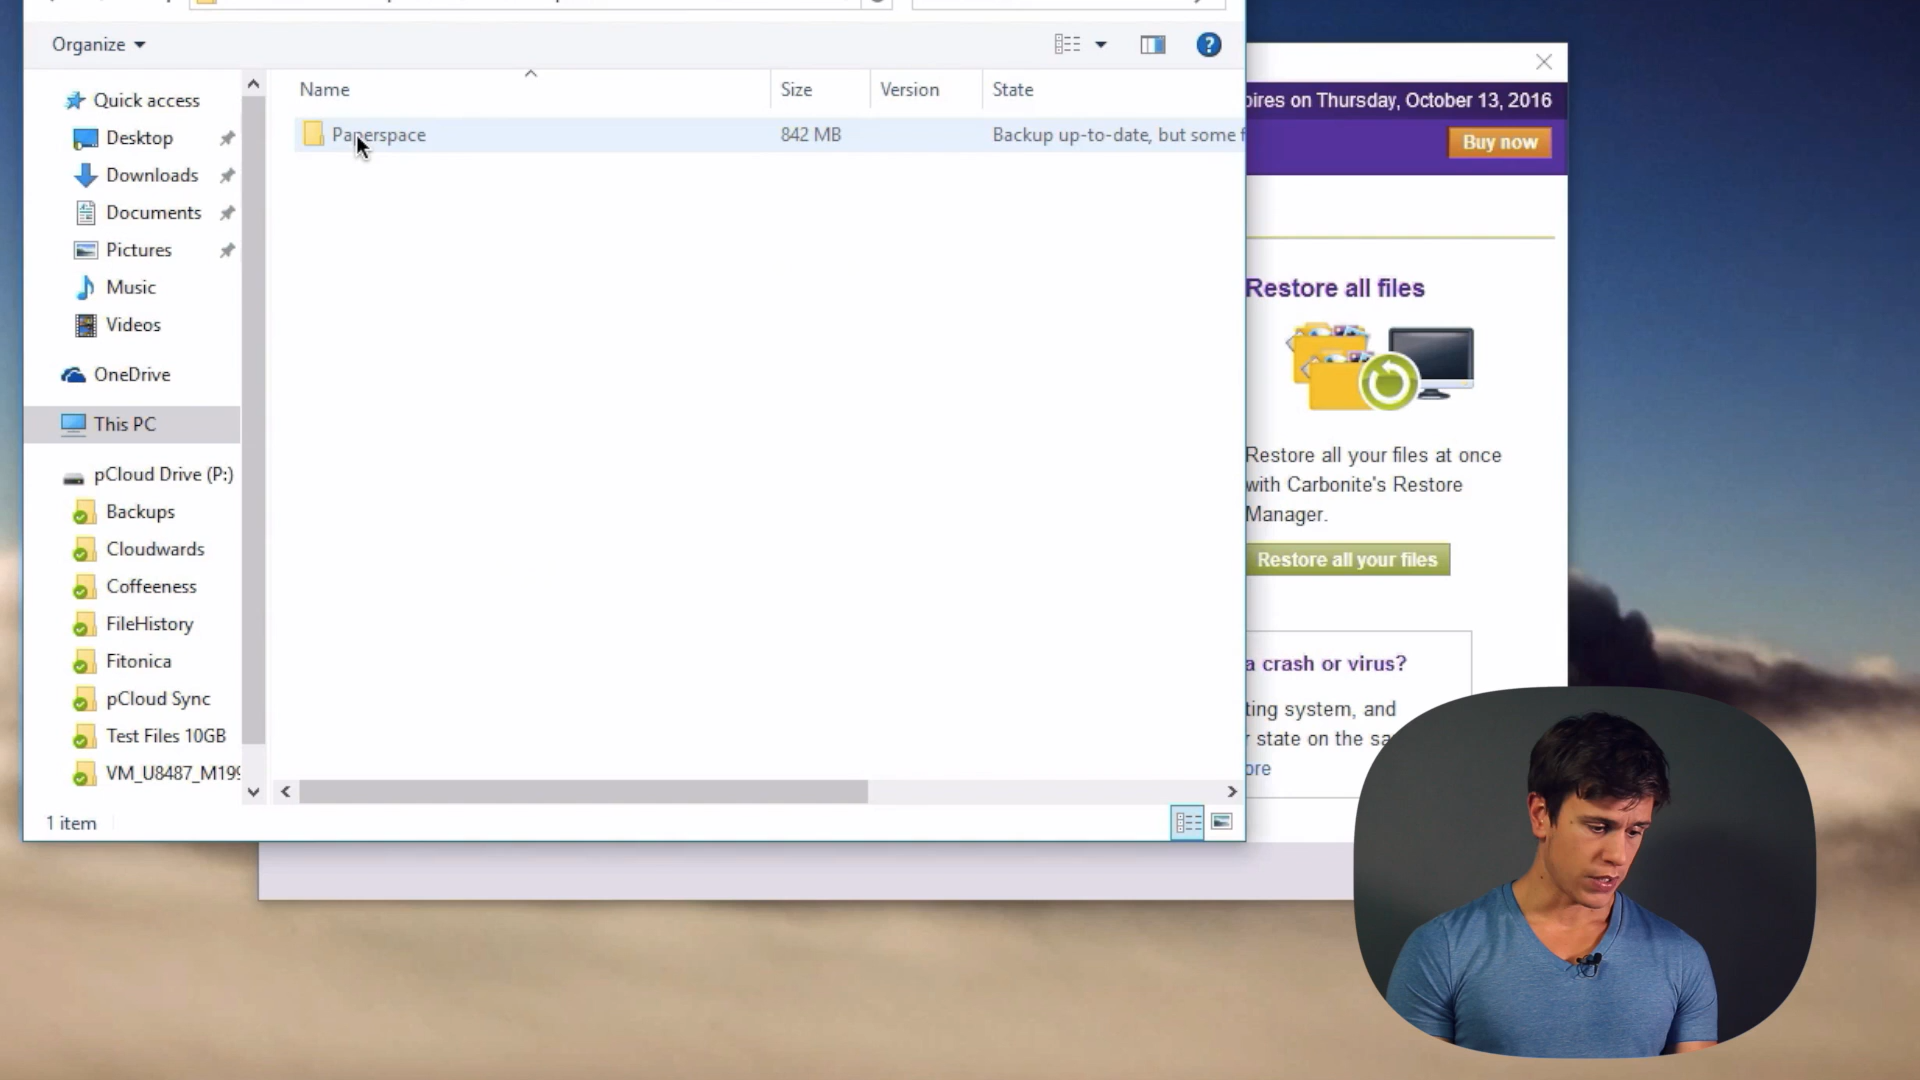 Organize
Name
Size
Version
State
Paperspace
842 MB
Backup up-to-date, but some f
Quick access
Desktop
Downloads
Documents
Pictures
Music
Videos
OneDrive
This PC
pCloud Drive (P:)
Backups
Cloudwards
Coffeeness
FileHistory
Fitonica
pCloud Sync
Test Files 10GB
VM_U8487_M199
1 item
pires on Thursday, October 13, 2016
Buy now
Restore all files
Restore all your files at once
with Carbonite's Restore
Manager.
Restore all your files
a crash or virus?
ting system, and
r state on the sa
ore